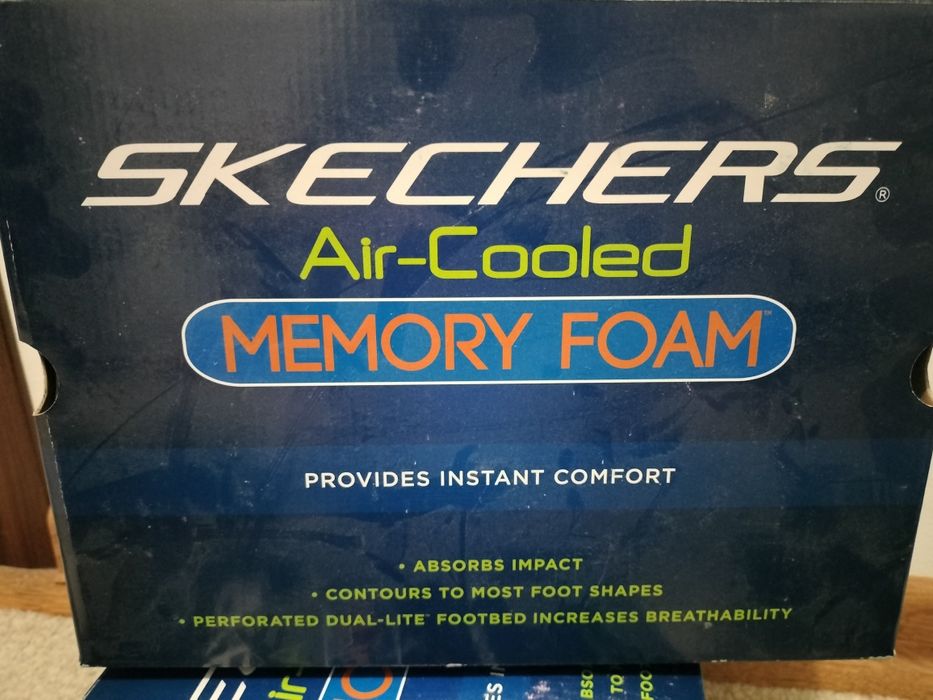 SKECHERS®
Air-Cooled
MEMORY FOAM™
PROVIDES INSTANT COMFORT
• ABSORBS IMPACT
• CONTOURS TO MOST FOOT SHAPES
• PERFORATED DUAL-LITE™ FOOTBED INCREASES BREATHABILITY